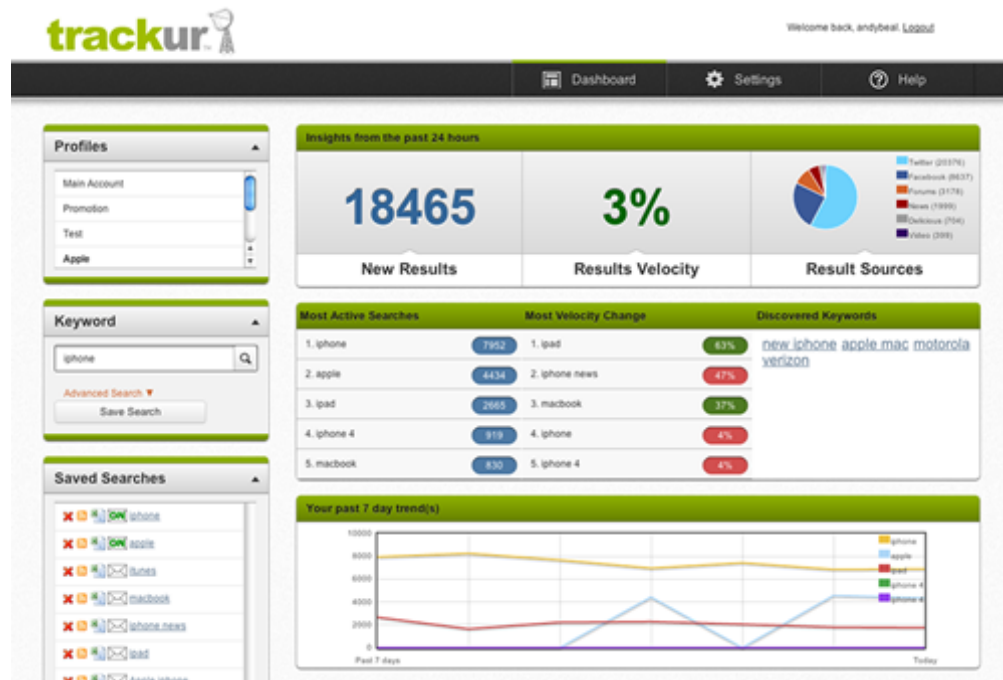 trackur
Welcome back, andybeal. Logout
Dashboard
Settings
Help
Profiles
Main Account
Promotion
Test
Apple
Keyword
iphone
Advanced Search ▼
Save Search
Saved Searches
ON iphone
ON apple
itunes
macbook
iphone news
ipad
Apple iphone
Insights from the past 24 hours
18465
New Results
3%
Results Velocity
Twitter (20376)
Facebook (8637)
Forums (3178)
News (1999)
Delicious (704)
Video (399)
Result Sources
Most Active Searches
1. iphone 7952
2. apple 4434
3. ipad 2665
4. iphone 4 919
5. macbook 830
Most Velocity Change
1. ipad 63%
2. iphone news 47%
3. macbook 37%
4. iphone 4%
5. iphone 4 4%
Discovered Keywords
new iphone apple mac motorola
verizon
Your past 7 day trend(s)
10000
8000
6000
4000
2000
0
Past 7 days
Today
iphone
apple
ipad
iphone 4
iphone 4